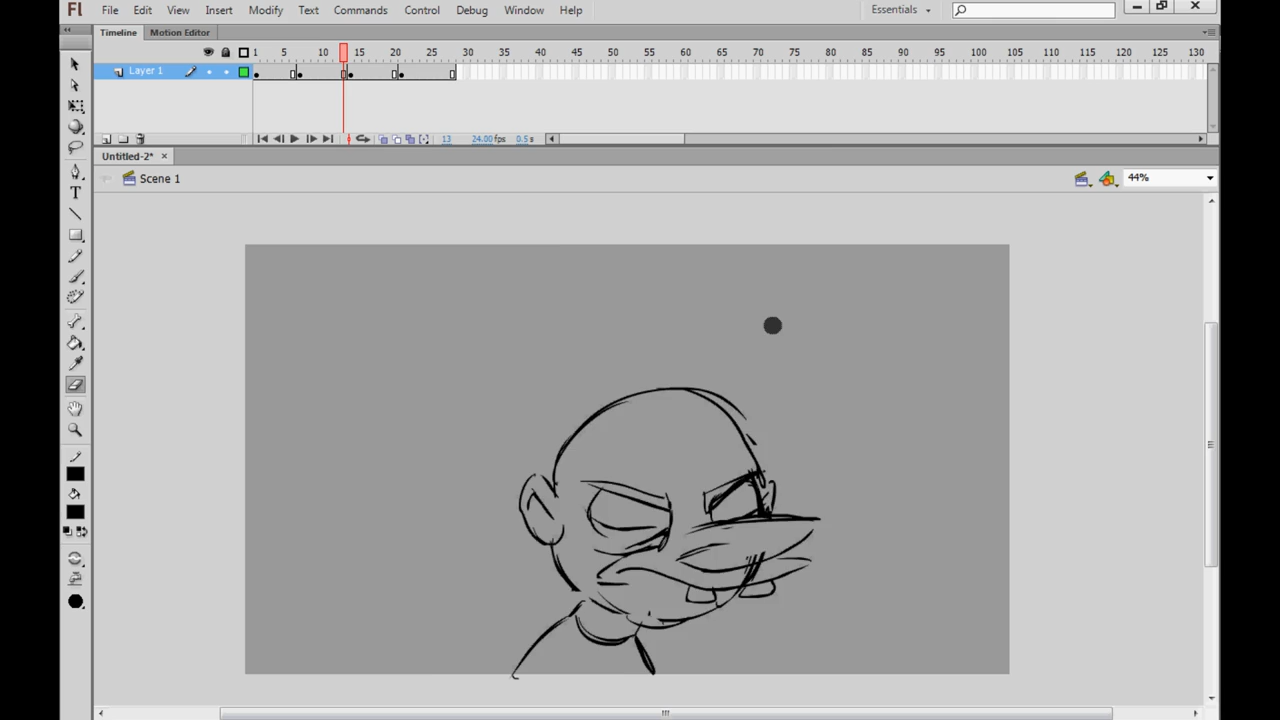 Fl File Edit View Insert Modify Text Commands Control Debug Window Help Essentials
Timeline Motion Editor
1 5 10 15 20 25 30 35 40 45 50 55 60 65 70 75 80 85 90 95 100 105 110 115 120 125 130
Layer 1
13 24.00 fps 0.5 s
Untitled-2*
Scene 1 44%
T